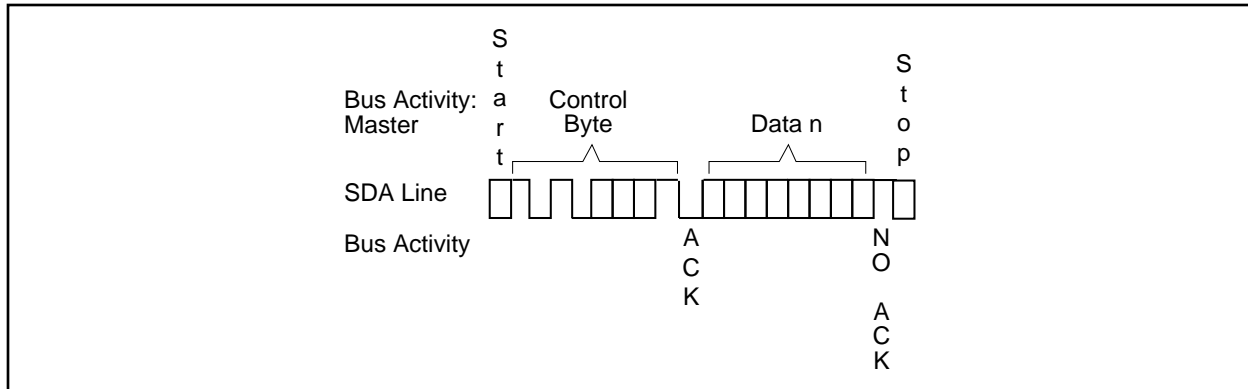 Start
Stop
Bus Activity:
Master
Control
Byte
Data n
SDA Line
Bus Activity
ACK
NO ACK